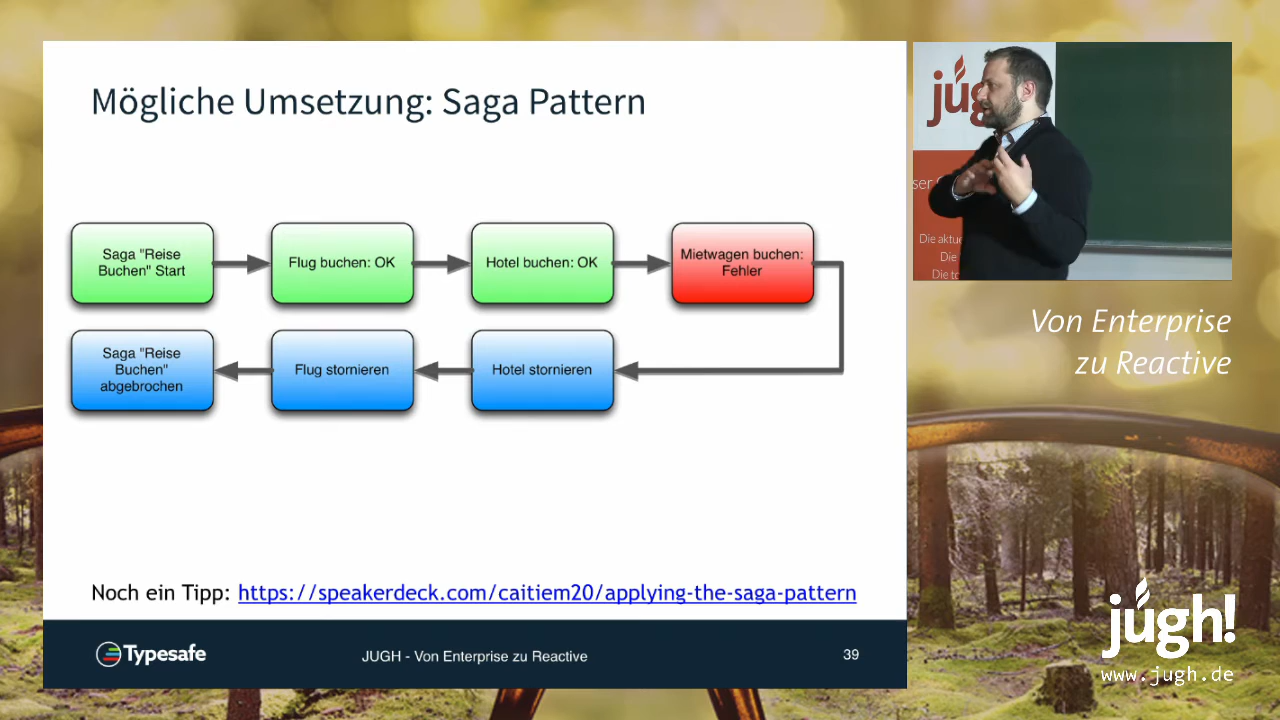 Mögliche Umsetzung: Saga Pattern
Saga "Reise
Buchen" Start
Flug buchen: OK
Hotel buchen: OK
Mietwagen buchen:
Fehler
Saga "Reise
Buchen"
abgebrochen
Flug stornieren
Hotel stornieren
Noch ein Tipp: https://speakerdeck.com/caitiem20/applying-the-saga-pattern
Typesafe
JUGH - Von Enterprise zu Reactive
39
jug
Die
Von Enterprise
zu Reactive
jugh!
www.jugh.de